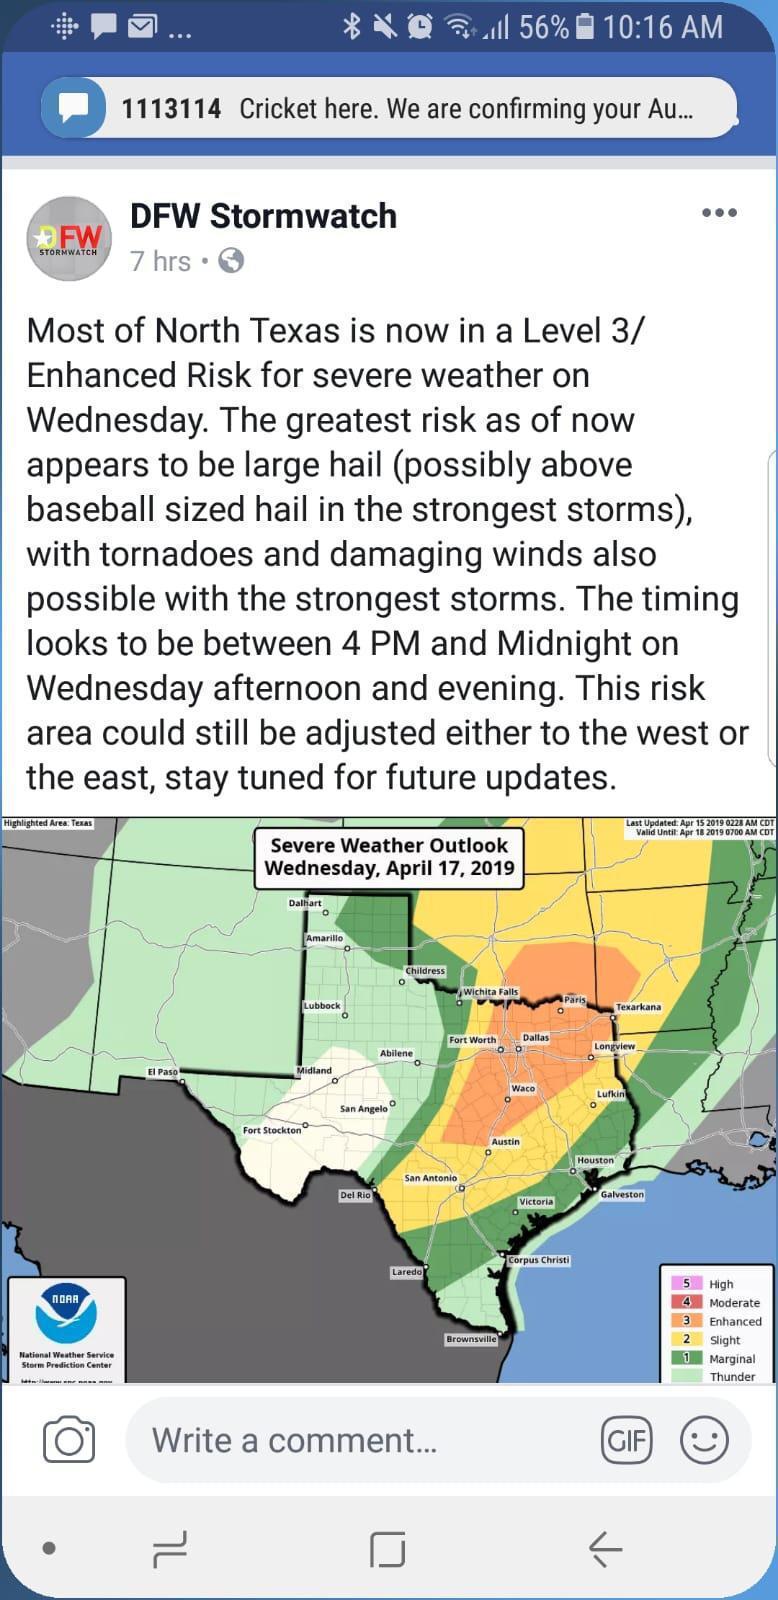 ... 56% 10:16 AM
1113114 Cricket here. We are confirming your Au...
DFW
STORMWATCH
DFW Stormwatch
7 hrs •
Most of North Texas is now in a Level 3/
Enhanced Risk for severe weather on
Wednesday. The greatest risk as of now
appears to be large hail (possibly above
baseball sized hail in the strongest storms),
with tornadoes and damaging winds also
possible with the strongest storms. The timing
looks to be between 4 PM and Midnight on
Wednesday afternoon and evening. This risk
area could still be adjusted either to the west or
the east, stay tuned for future updates.
Highlighted Area: Texas
Last Updated: Apr 15 2019 0228 AM CDT
Valid Until: Apr 18 2019 0700 AM CDT
Severe Weather Outlook
Wednesday, April 17, 2019
Dalhart
Amarillo
Childress
Wichita Falls
Paris
Texarkana
Lubbock
Fort Worth
Dallas
Longview
Abilene
El Paso
Midland
Waco
Lufkin
San Angelo
Fort Stockton
Austin
Houston
San Antonio
Del Rio
Galveston
Victoria
Corpus Christi
Laredo
Brownsville
NOAA
National Weather Service
Storm Prediction Center
5 High
4 Moderate
3 Enhanced
2 Slight
1 Marginal
Thunder
Write a comment...
GIF